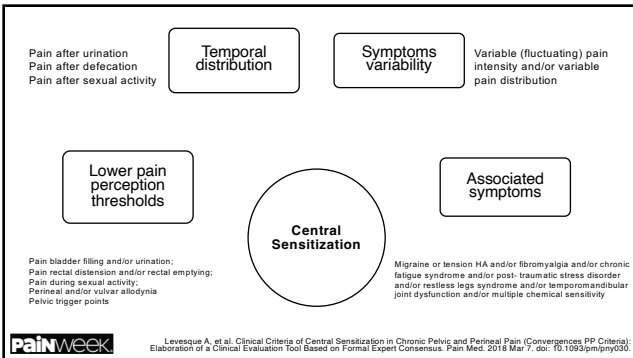 Pain after urination
Pain after defecation
Pain after sexual activity
Temporal
distribution
Symptoms
variability
Variable (fluctuating) pain
intensity and/or variable
pain distribution
Lower pain
perception
thresholds
Pain bladder filling and/or urination;
Pain rectal distension and/or rectal emptying;
Pain during sexual activity;
Perineal and/or vulvar allodynia
Pelvic trigger points
Central
Sensitization
Associated
symptoms
Migraine or tension HA and/or fibromyalgia and/or chronic
fatigue syndrome and/or post- traumatic stress disorder
and/or restless legs syndrome and/or temporomandibular
joint dysfunction and/or multiple chemical sensitivity
PAINWEEK.
Levesque A, et al. Clinical Criteria of Central Sensitization in Chronic Pelvic and Perineal Pain (Convergences PP Criteria):
Elaboration of a Clinical Evaluation Tool Based on Formal Expert Consensus. Pain Med. 2018 Mar 7. doi: 10.1093/pm/pny030.